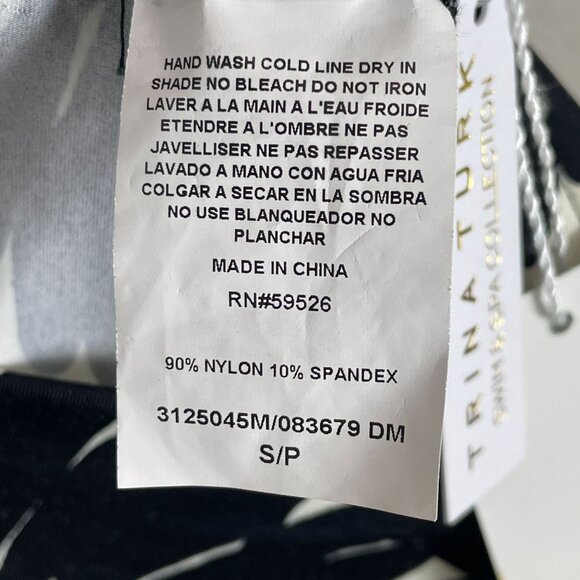 HAND WASH COLD LINE DRY IN
SHADE NO BLEACH DO NOT IRON
LAVER A LA MAIN A L'EAU FROIDE
ETENDRE A L'OMBRE NE PAS
JAVELLISER NE PAS REPASSER
LAVADO A MANO CON AGUA FRIA
COLGAR A SECAR EN LA SOMBRA
NO USE BLANQUEADOR NO
PLANCHAR
MADE IN CHINA
RN#59526
90% NYLON 10% SPANDEX
3125045M/083679 DM
S/P
TRINA TURK
SWIM & SPA COLLECTION